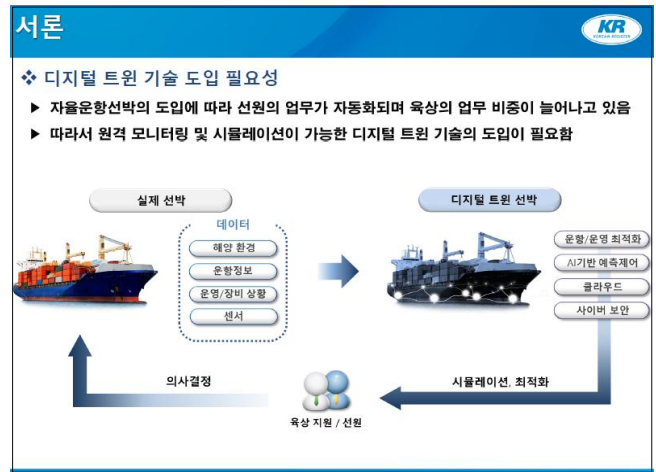 서론
KR
KOREAN REGISTER
❖ 디지털 트윈 기술 도입 필요성
▶ 자율운항선박의 도입에 따라 선원의 업무가 자동화되며 육상의 업무 비중이 늘어나고 있음
▶ 따라서 원격 모니터링 및 시뮬레이션이 가능한 디지털 트윈 기술의 도입이 필요함
실제 선박
디지털 트윈 선박
데이터
해양 환경
운항정보
운영/장비 상황
센서
운항/운영 최적화
AI기반 예측제어
클라우드
사이버 보안
의사결정
시뮬레이션, 최적화
육상 지원 / 선원